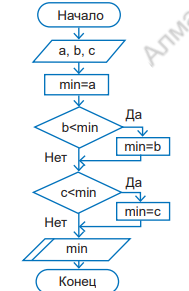 Начало
a, b, c
min=a
b<min
Да
min=b
Нет
c<min
Да
min=c
Нет
min
Конец